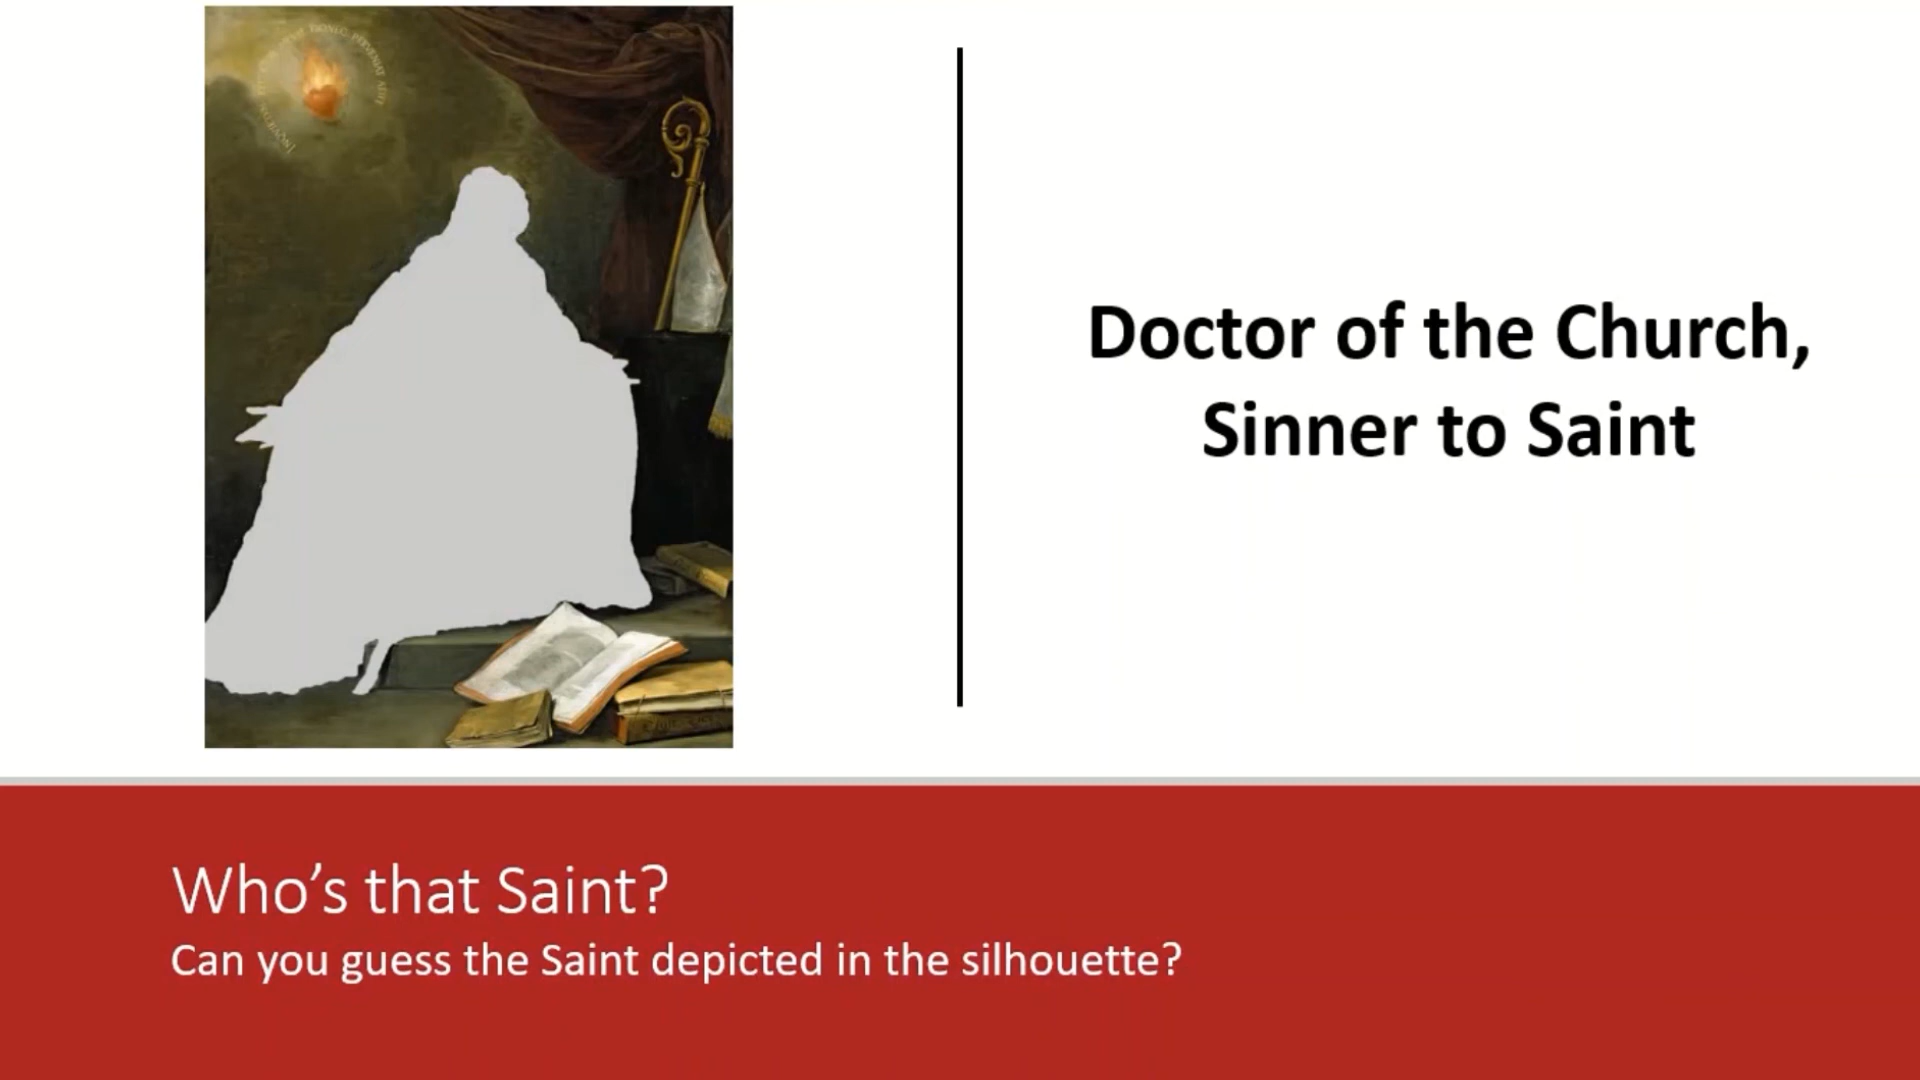 Doctor of the Church,
Sinner to Saint
Who's that Saint?
Can you guess the Saint depicted in the silhouette?